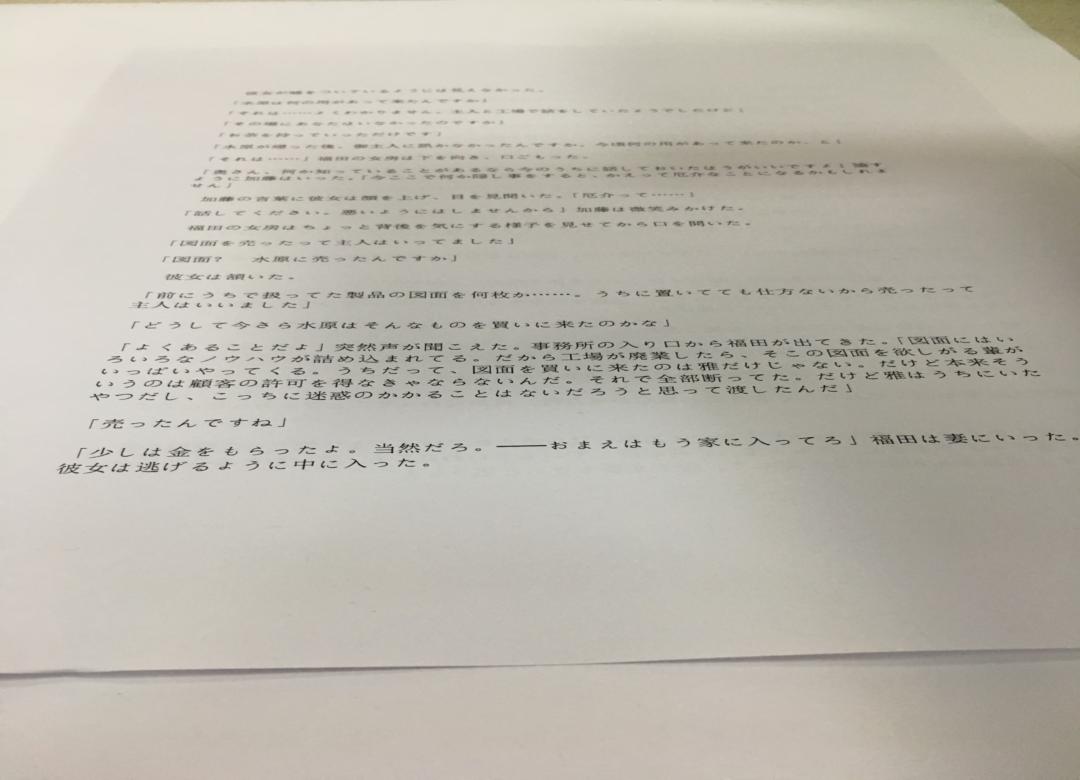 彼女が嘘をついているようには見えなかった。
「水原は何の用があって来たんですか」
「それは……よくわかりません。主人と工場で話をしていたようでしたけど」
「その場にあなたはいなかったのですか」
「お茶を持っていっただけです」
「水原が帰った後、御主人に訊かなかったんですか。今頃何の用があって来たのか、と」
「それは……」福田の女房は下を向き、口ごもった。
「奥さん、何か知っていることがあるなら今のうちに話しておいたほうがいいですよ」諭す
ように加藤はいった。「今ここで何か隠し事をすると、かえって厄介なことになるかもしれま
せん」
加藤の言葉に彼女は顔を上げ、目を見開いた。「厄介って……」
「話してください。悪いようにはしませんから」加藤は微笑みかけた。
福田の女房はちょっと背後を気にする様子を見せてから口を開いた。
「図面を売ったって主人はいってました」
「図面? 水原に売ったんですか」
彼女は頷いた。
「前にうちで扱ってた製品の図面を何枚か……。うちに置いてても仕方ないから売ったって
主人はいいました」
「どうして今さら水原はそんなものを買いに来たのかな」
「よくあることだよ」突然声が聞こえた。事務所の入り口から福田が出てきた。「図面にはい
ろいろなノウハウが詰め込まれてる。だから工場が廃業したら、そこの図面を欲しがる輩が
いっぱいやってくる。うちだって、図面を買いに来たのは雅だけじゃない。だけど本来そう
いうのは顧客の許可を得なきゃならないんだ。それで全部断ってた。だけど雅はうちにいた
やつだし、こっちに迷惑のかかることはないだろうと思って渡したんだ」
「売ったんですね」
「少しは金をもらったよ。当然だろ。――おまえはもう家に入ってろ」福田は妻にいった。
彼女は逃げるように中に入った。